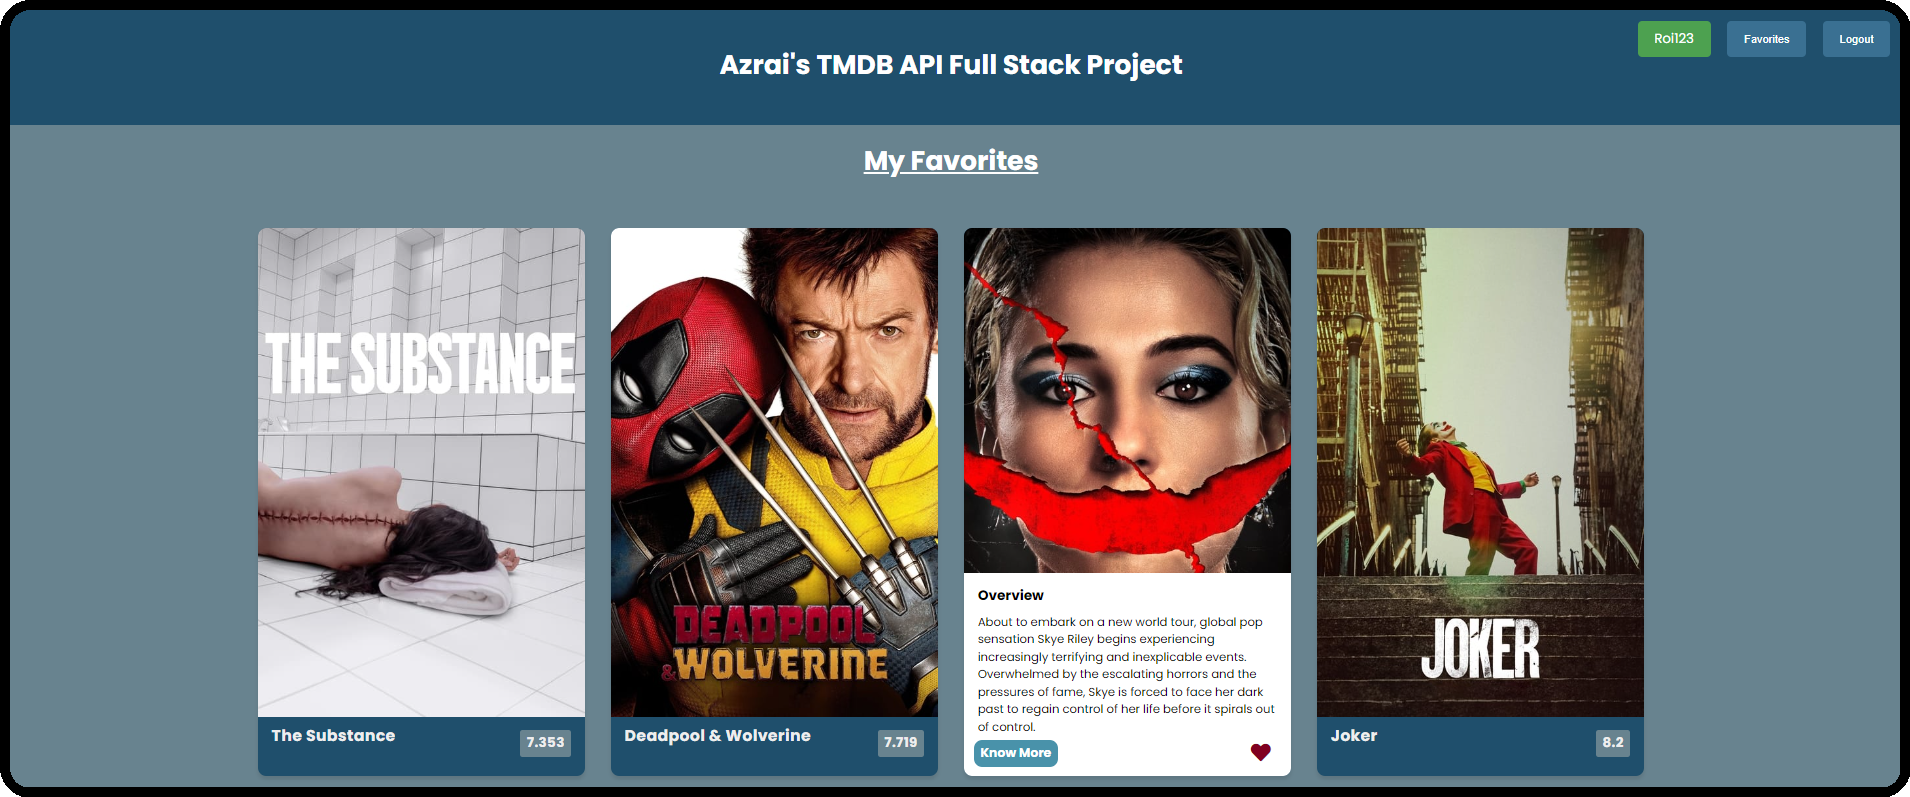 Roi123
Favorites
Logout
Azrai's TMDB API Full Stack Project
My Favorites
THE SUBSTANCE
The Substance
7.353
DEADPOOL
& WOLVERINE
Deadpool & Wolverine
7.719
Overview
About to embark on a new world tour, global pop
sensation Skye Riley begins experiencing
increasingly terrifying and inexplicable events.
Overwhelmed by the escalating horrors and the
pressures of fame, Skye is forced to face her dark
past to regain control of her life before it spirals out
of control.
Know More
JOKER
Joker
8.2